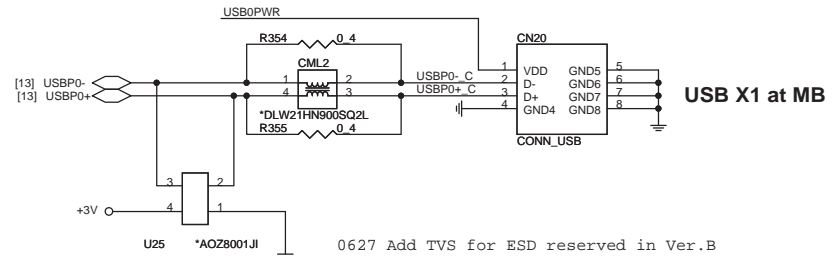 USB0PWR
R354 0_4
CN20
CML2
[13] USBP0-
[13] USBP0+
1 2
4 3
USBP0-_C
USBP0+_C
1 VDD GND5 5
2 D- GND6 6
3 D+ GND7 7
4 GND4 GND8 8
USB X1 at MB
*DLW21HN900SQ2L
R355 0_4
CONN_USB
3 2
+3V 4 1
U25 *AOZ8001JI
0627 Add TVS for ESD reserved in Ver.B